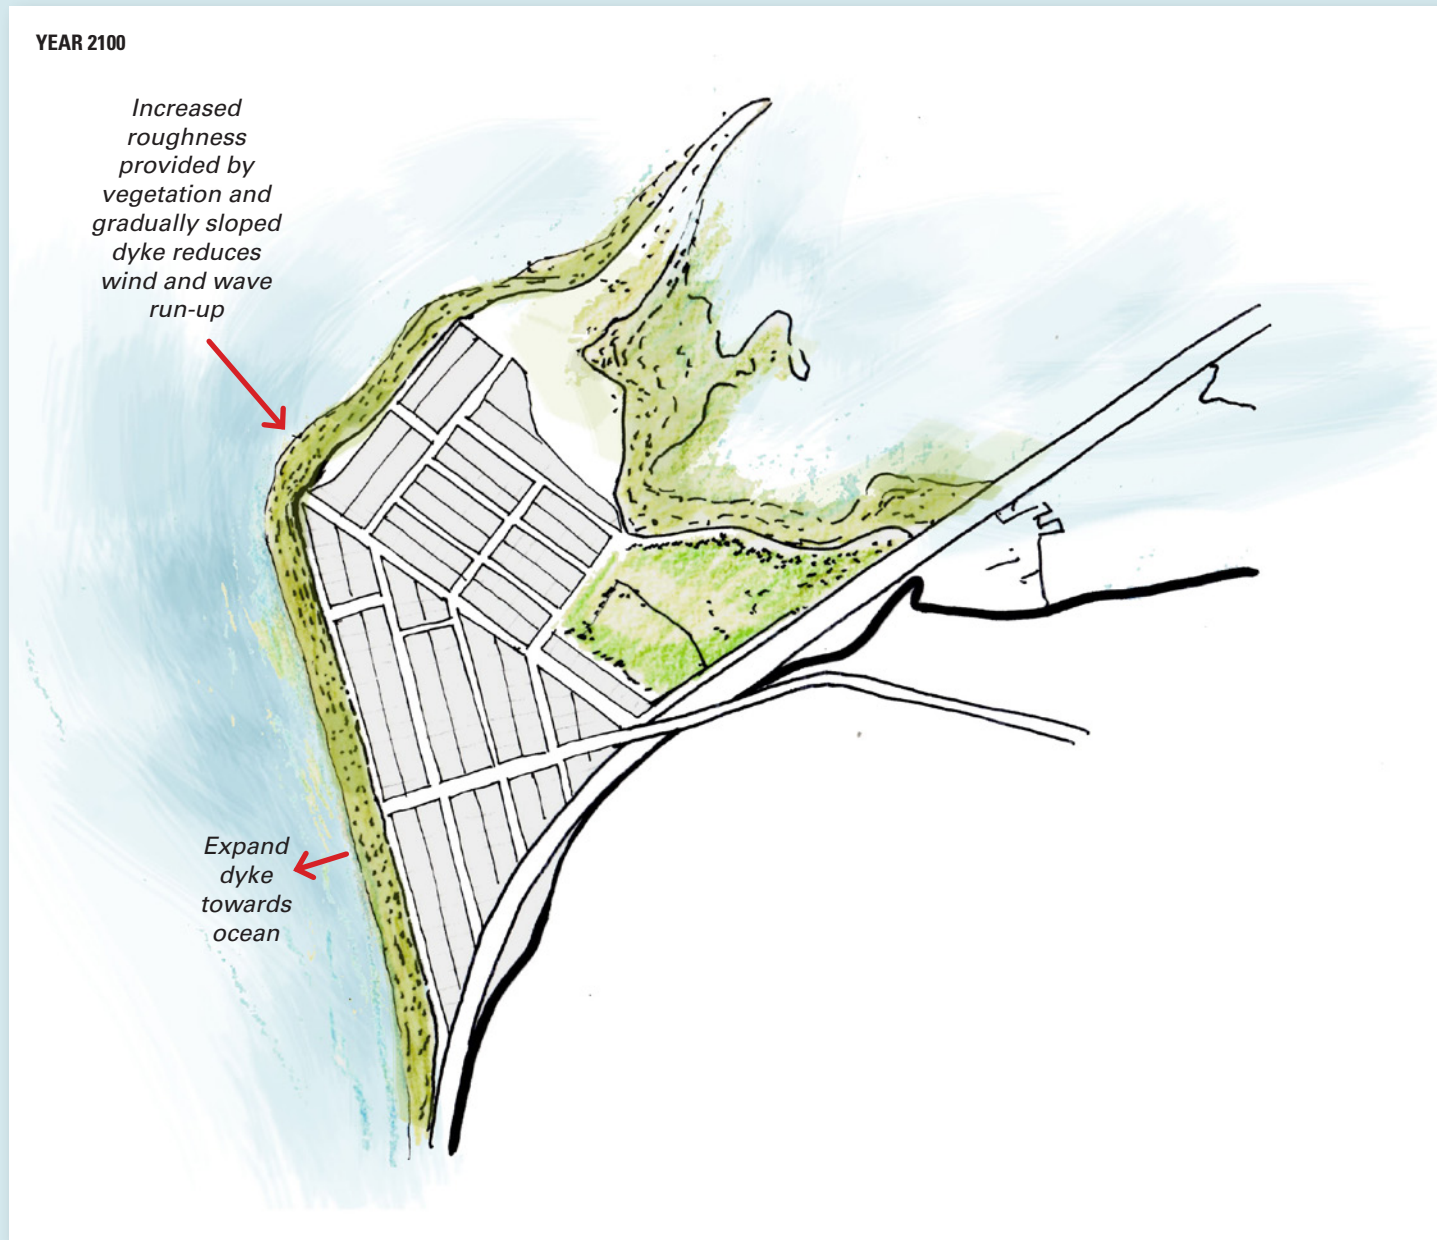 YEAR 2100
Increased
roughness
provided by
vegetation and
gradually sloped
dyke reduces
wind and wave
run-up
Expand
dyke
towards
ocean